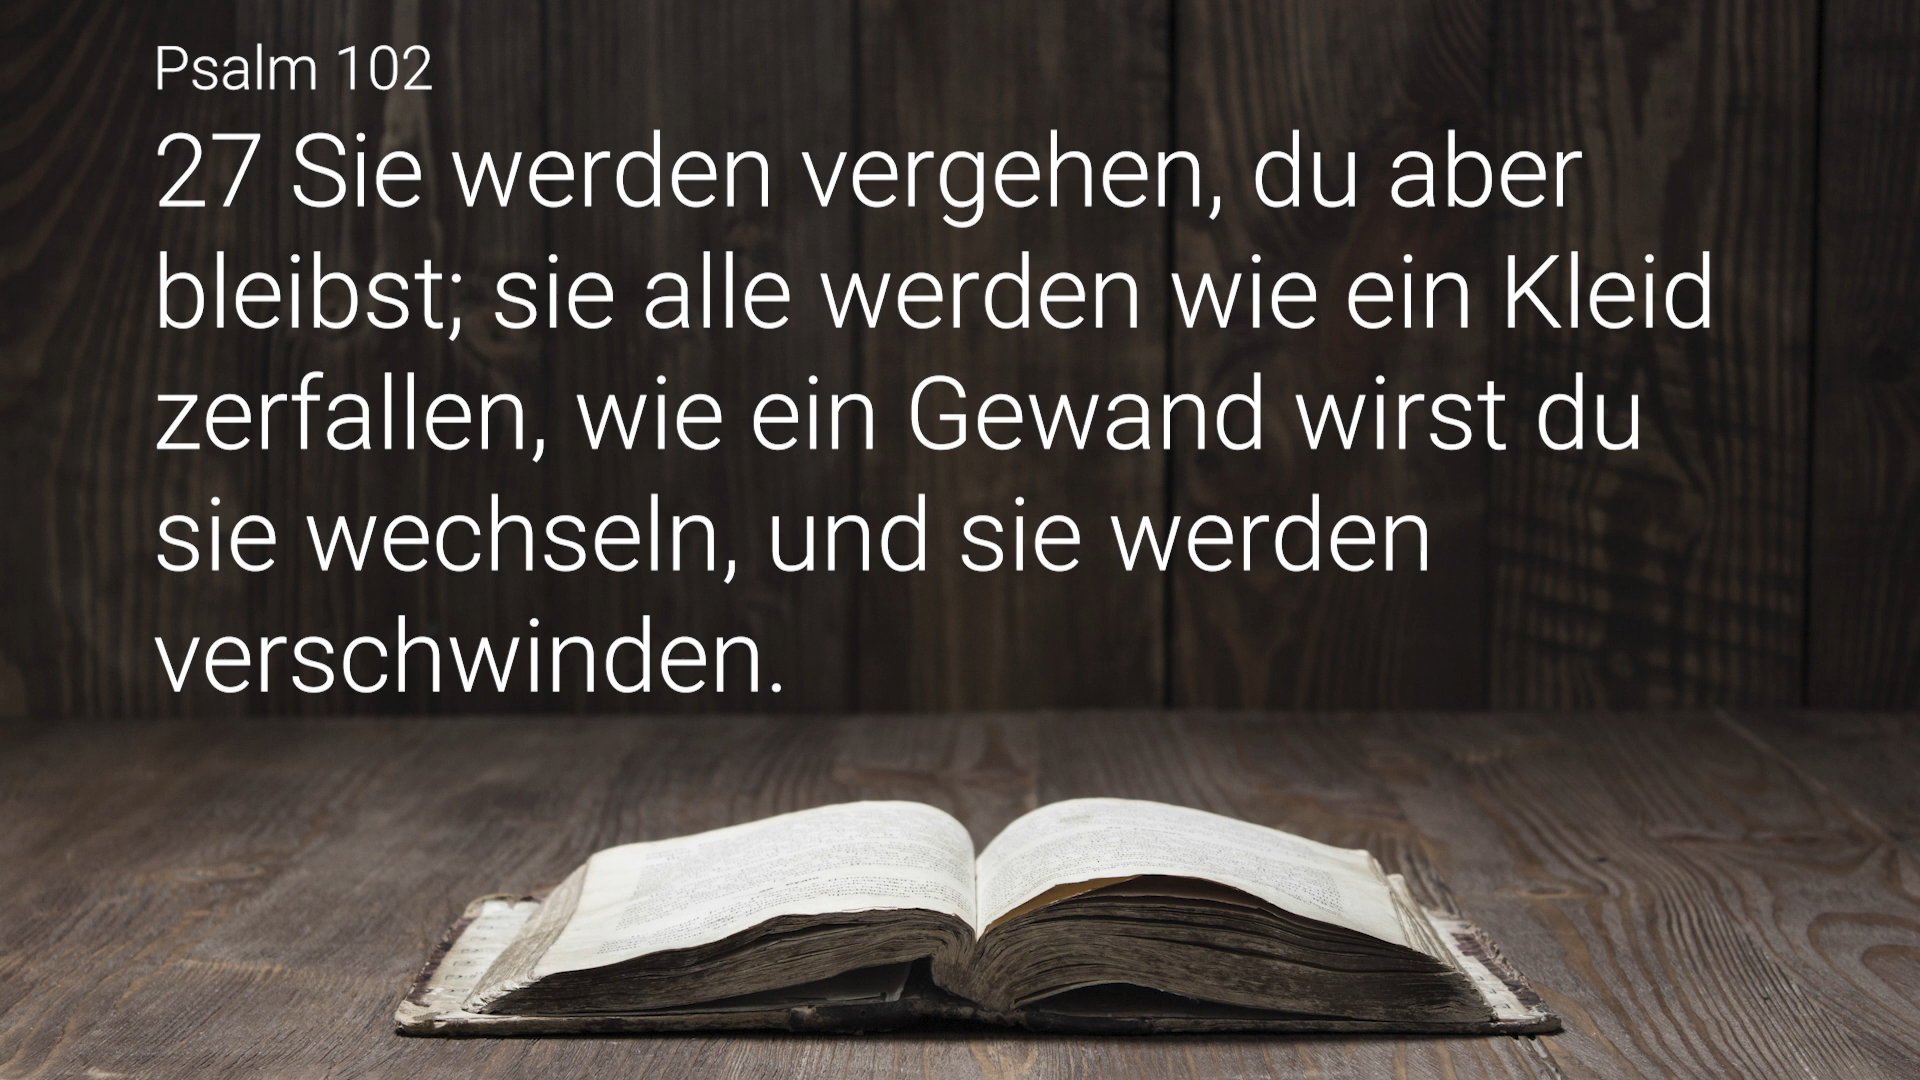 Psalm 102
27 Sie werden vergehen, du aber
bleibst; sie alle werden wie ein Kleid
zerfallen, wie ein Gewand wirst du
sie wechseln, und sie werden
verschwinden.